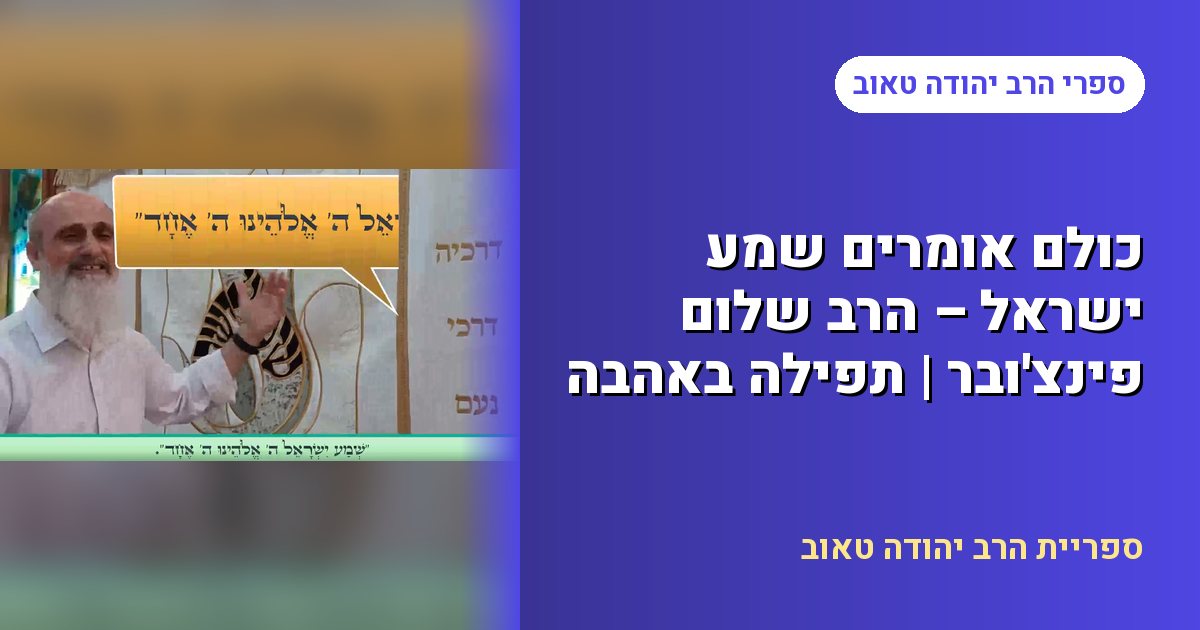 ספרי הרב יהודה טאוב
כולם אומרים שמע
ישראל – הרב שלום
פינצ'ובר | תפילה באהבה
ספריית הרב יהודה טאוב
ה' אֱלֹהֵינוּ ה' אֶחָד"
דרכיה
דרכי
נעם
"שְׁמַע יִשְׂרָאֵל ה' אֱלֹהֵינוּ ה' אֶחָד".